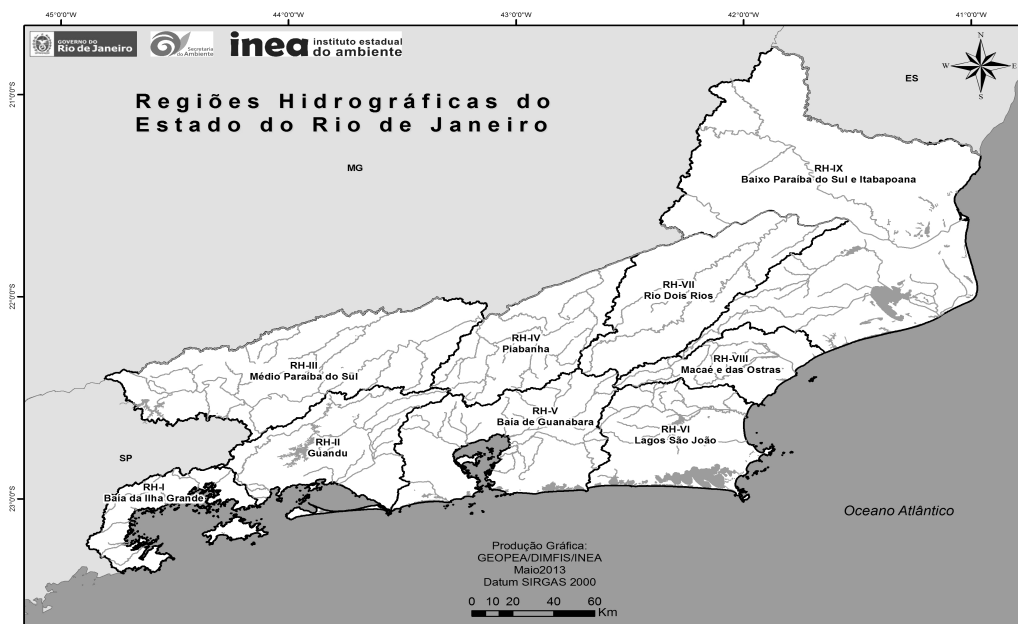 45°0'0"O 44°0'0"O 43°0'0"O 42°0'0"O 41°0'0"O
GOVERNO DO
Rio de Janeiro
Secretaria
do Ambiente
inea instituto estadual
do ambiente
N
W E
S
ES
21°0'0"S
Regiões Hidrográficas do
Estado do Rio de Janeiro
MG
RH-IX
Baixo Paraíba do Sul e Itabapoana
22°0'0"S
RH-VII
Rio Dois Rios
RH-IV
Piabanha
RH-VIII
Macaé e das Ostras
RH-III
Médio Paraíba do Sul
RH-V
Baía de Guanabara
RH-VI
Lagos São João
RH-II
Guandu
SP
RH-I
Baía da Ilha Grande
23°0'0"S
Oceano Atlântico
Produção Gráfica:
GEOPEA/DIMFIS/INEA
Maio2013
Datum SIRGAS 2000
0 10 20 40 60
Km